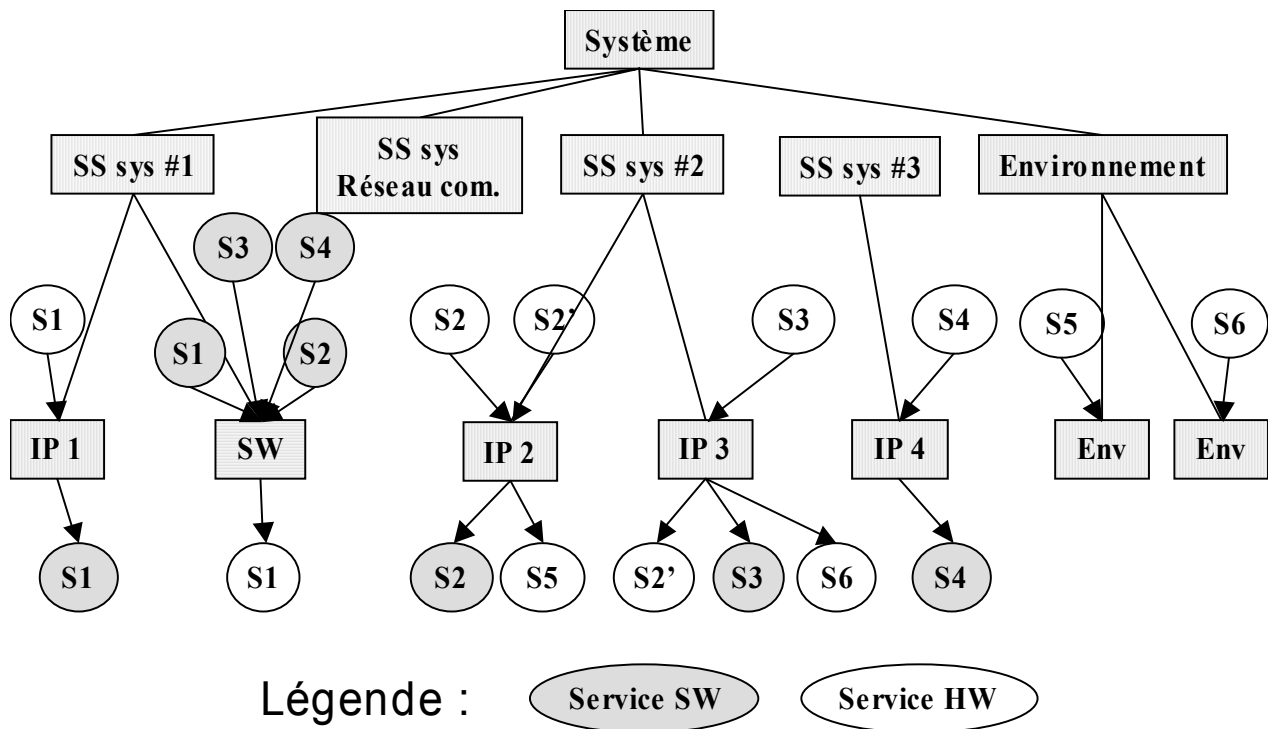 Système
SS sys #1
SS sys
Réseau com.
SS sys #2
SS sys #3
Environnement
S3
S4
S1
S1
S2
S2
S2’
S3
S4
S5
S6
IP 1
SW
IP 2
IP 3
IP 4
Env
Env
S1
S1
S2
S5
S2’
S3
S6
S4
Légende :
Service SW
Service HW